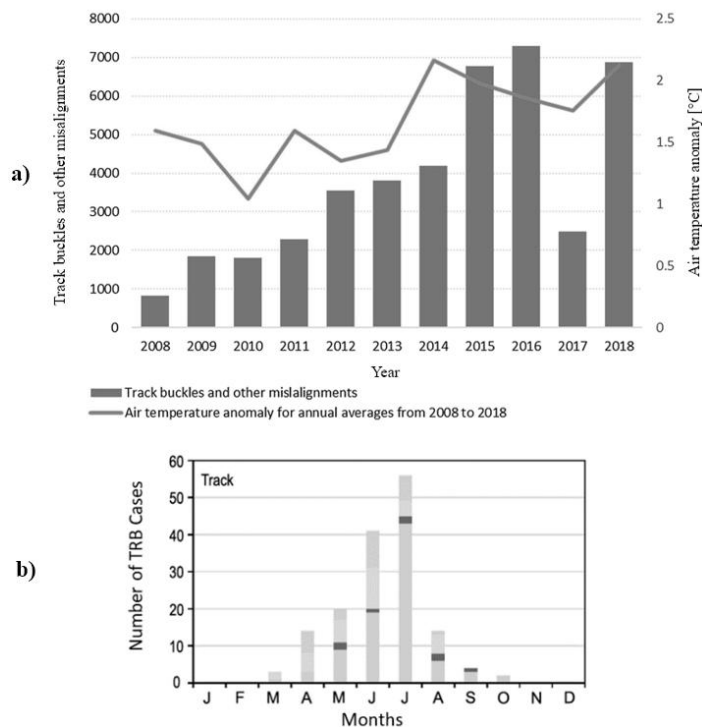 a)
Track buckles and other misalignments
8000
7000
6000
5000
4000
3000
2000
1000
0
2.5
2
1.5
1
0.5
0
Air temperature anomaly [°C]
2008 2009 2010 2011 2012 2013 2014 2015 2016 2017 2018
Year
Track buckles and other mislalignments
Air temperature anomaly for annual averages from 2008 to 2018
b)
Number of TRB Cases
60
50
40
30
20
10
0
Track
J F M A M J J A S O N D
Months